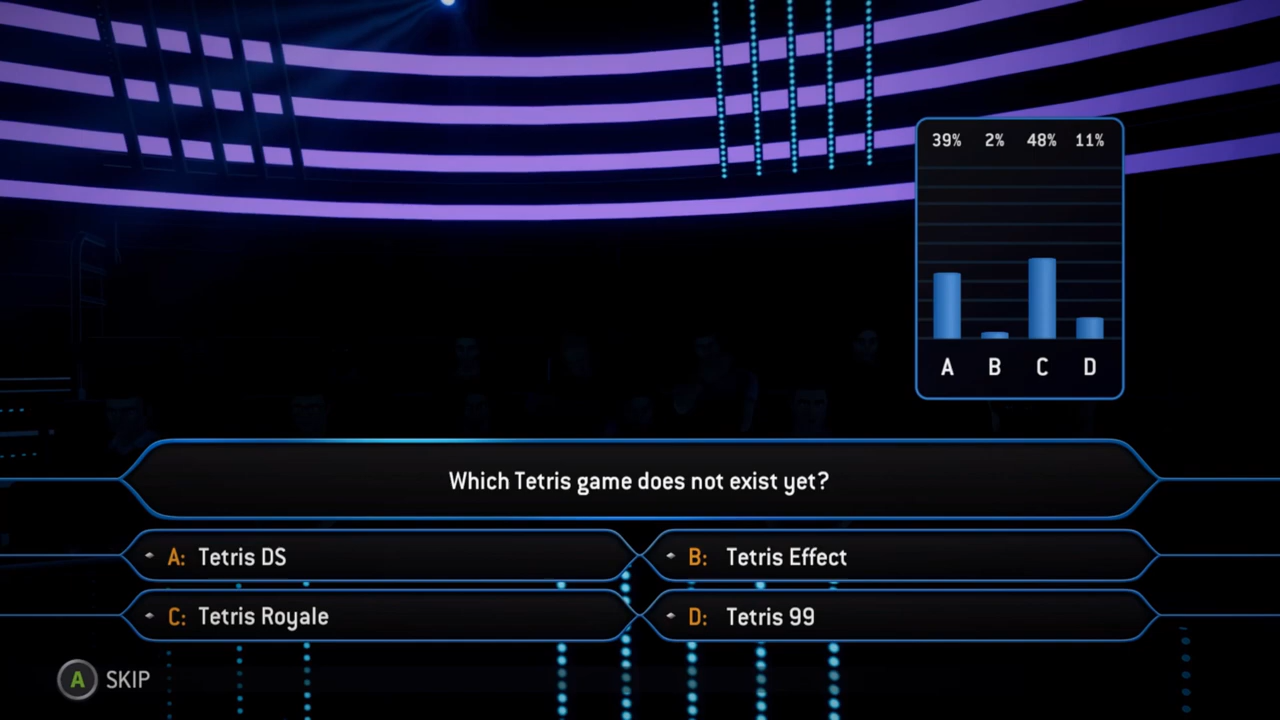 39% 2% 48% 11%
A B C D
Which Tetris game does not exist yet?
A: Tetris DS
B: Tetris Effect
C: Tetris Royale
D: Tetris 99
A SKIP